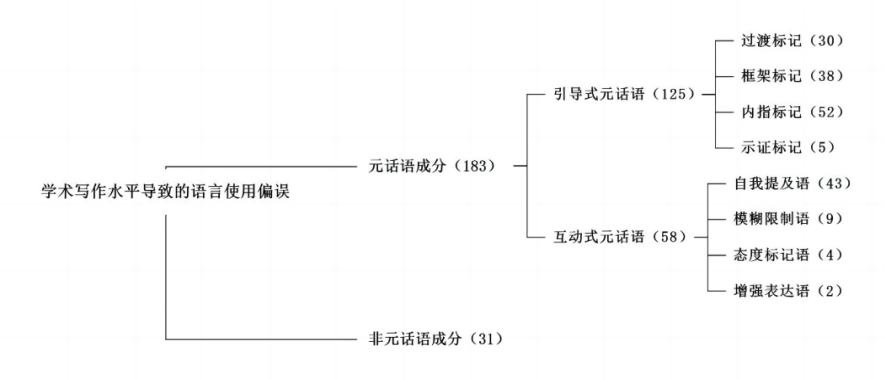 过渡标记（30）
框架标记（38）
引导式元话语（125）
内指标记（52）
示证标记（5）
元话语成分（183）
学术写作水平导致的语言使用偏误
自我提及语（43）
模糊限制语（9）
互动式元话语（58）
态度标记语（4）
增强表达语（2）
非元话语成分（31）